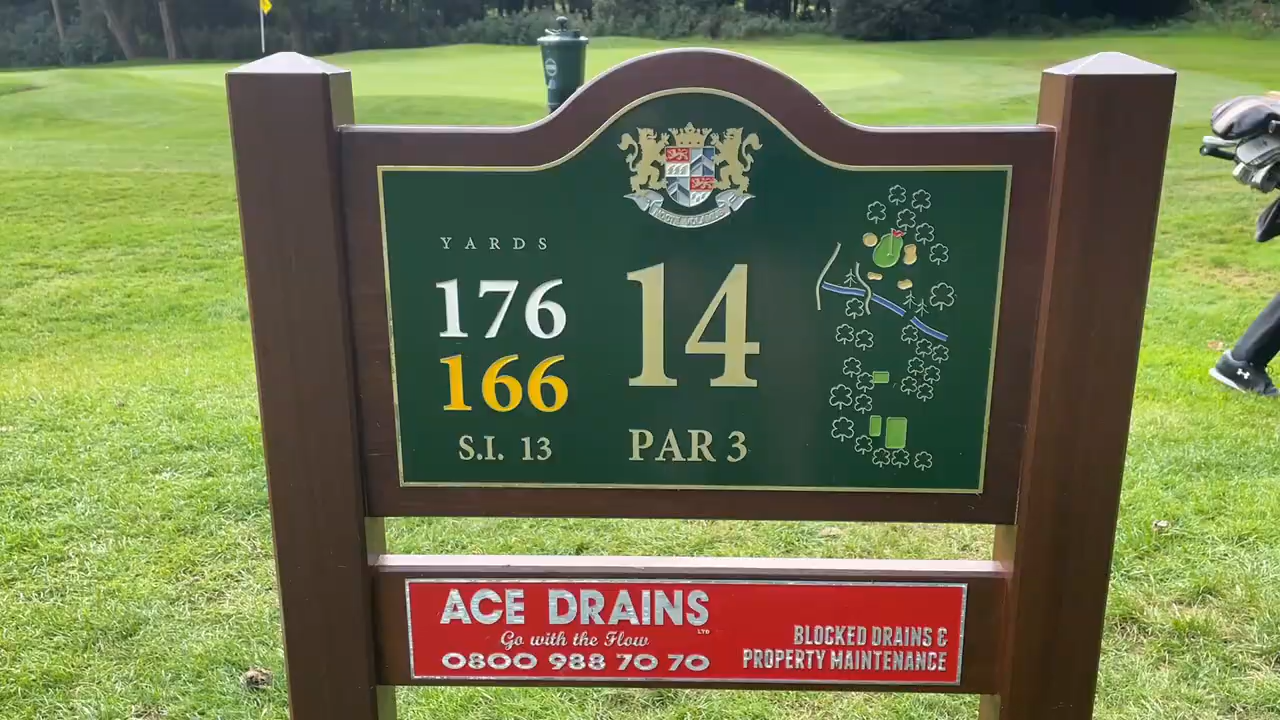 YARDS
176
166
S.I. 13
14
PAR 3
ACE DRAINS
LTD
Go with the Flow
0800 988 70 70
BLOCKED DRAINS &
PROPERTY MAINTENANCE